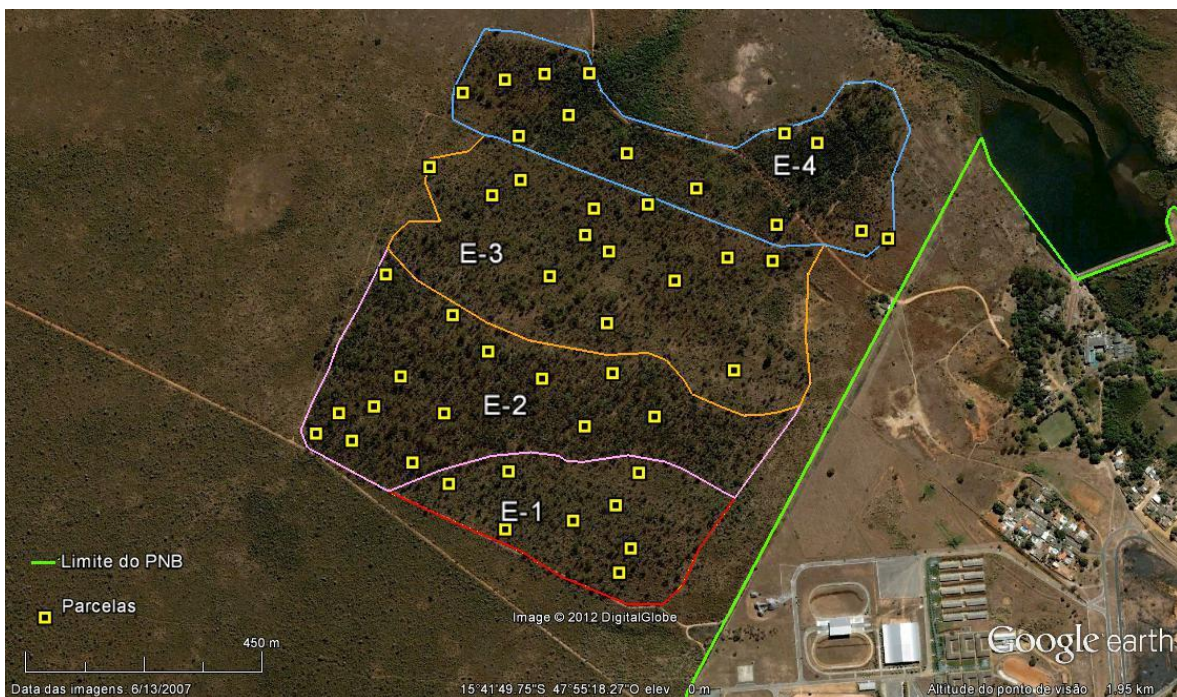 E-4
E-3
E-2
E-1
Limite do PNB
Parcelas
Image © 2012 DigitalGlobe
450 m
Google earth
Data das imagens: 6/13/2007 15°41'49.75"S 47°55'18.27"O elev 0 m Altitude do ponto de visão 1.95 km